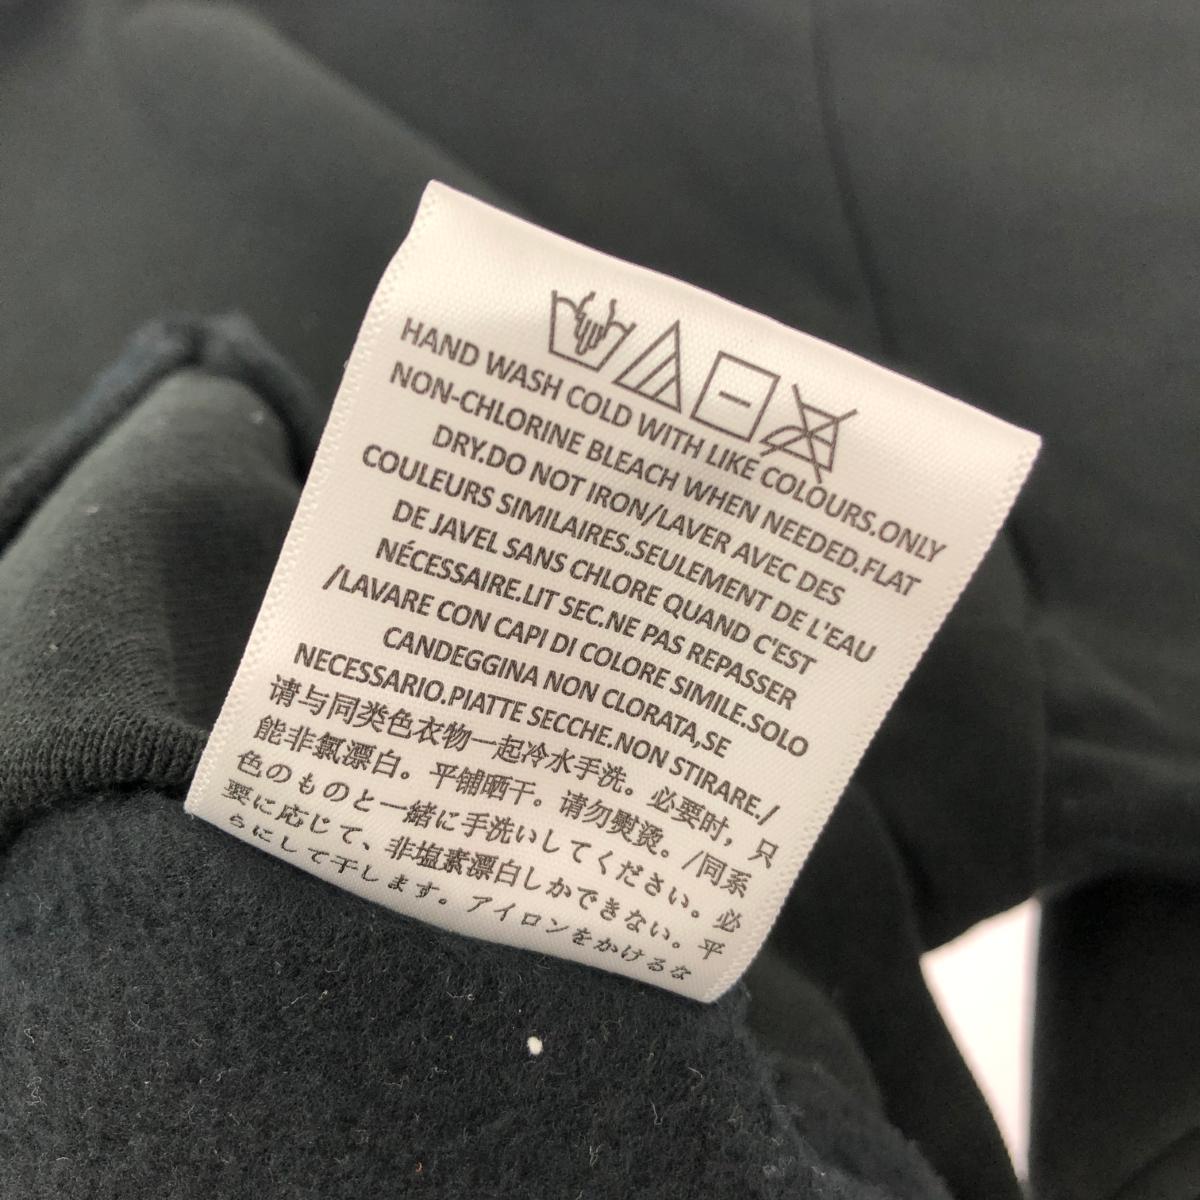 HAND WASH COLD WITH LIKE COLOURS.ONLY
NON-CHLORINE BLEACH WHEN NEEDED.FLAT
DRY.DO NOT IRON/LAVER AVEC DES
COULEURS SIMILAIRES.SEULEMENT DE L'EAU
DE JAVEL SANS CHLORE QUAND C'EST
NÉCESSAIRE.LIT SEC.NE PAS REPASSER
/LAVARE CON CAPI DI COLORE SIMILE.SOLO
CANDEGGINA NON CLORATA,SE
NECESSARIO.PIATTE SECCHE.NON STIRARE./
请与同类色衣物一起冷水手洗。必要时，只
能非氯漂白。平铺晒干。请勿熨烫。/同系
色のものと一緒に手洗いしてください。必
要に応じて、非塩素漂白しかできない。平
らにして干します。アイロンをかけるな